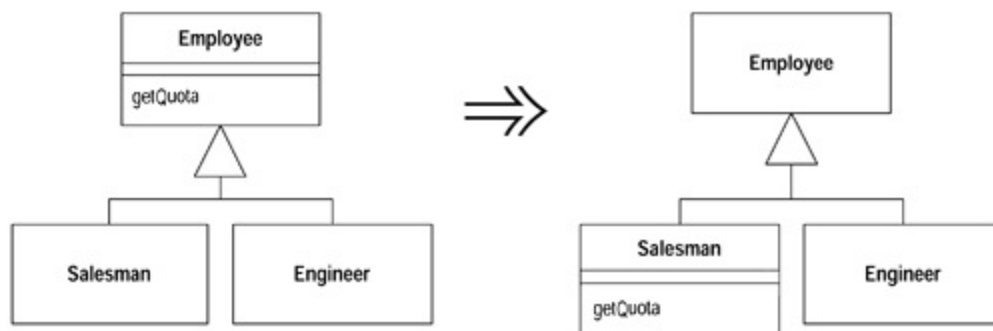 Employee
getQuota
Salesman
Engineer
Employee
Salesman
getQuota
Engineer